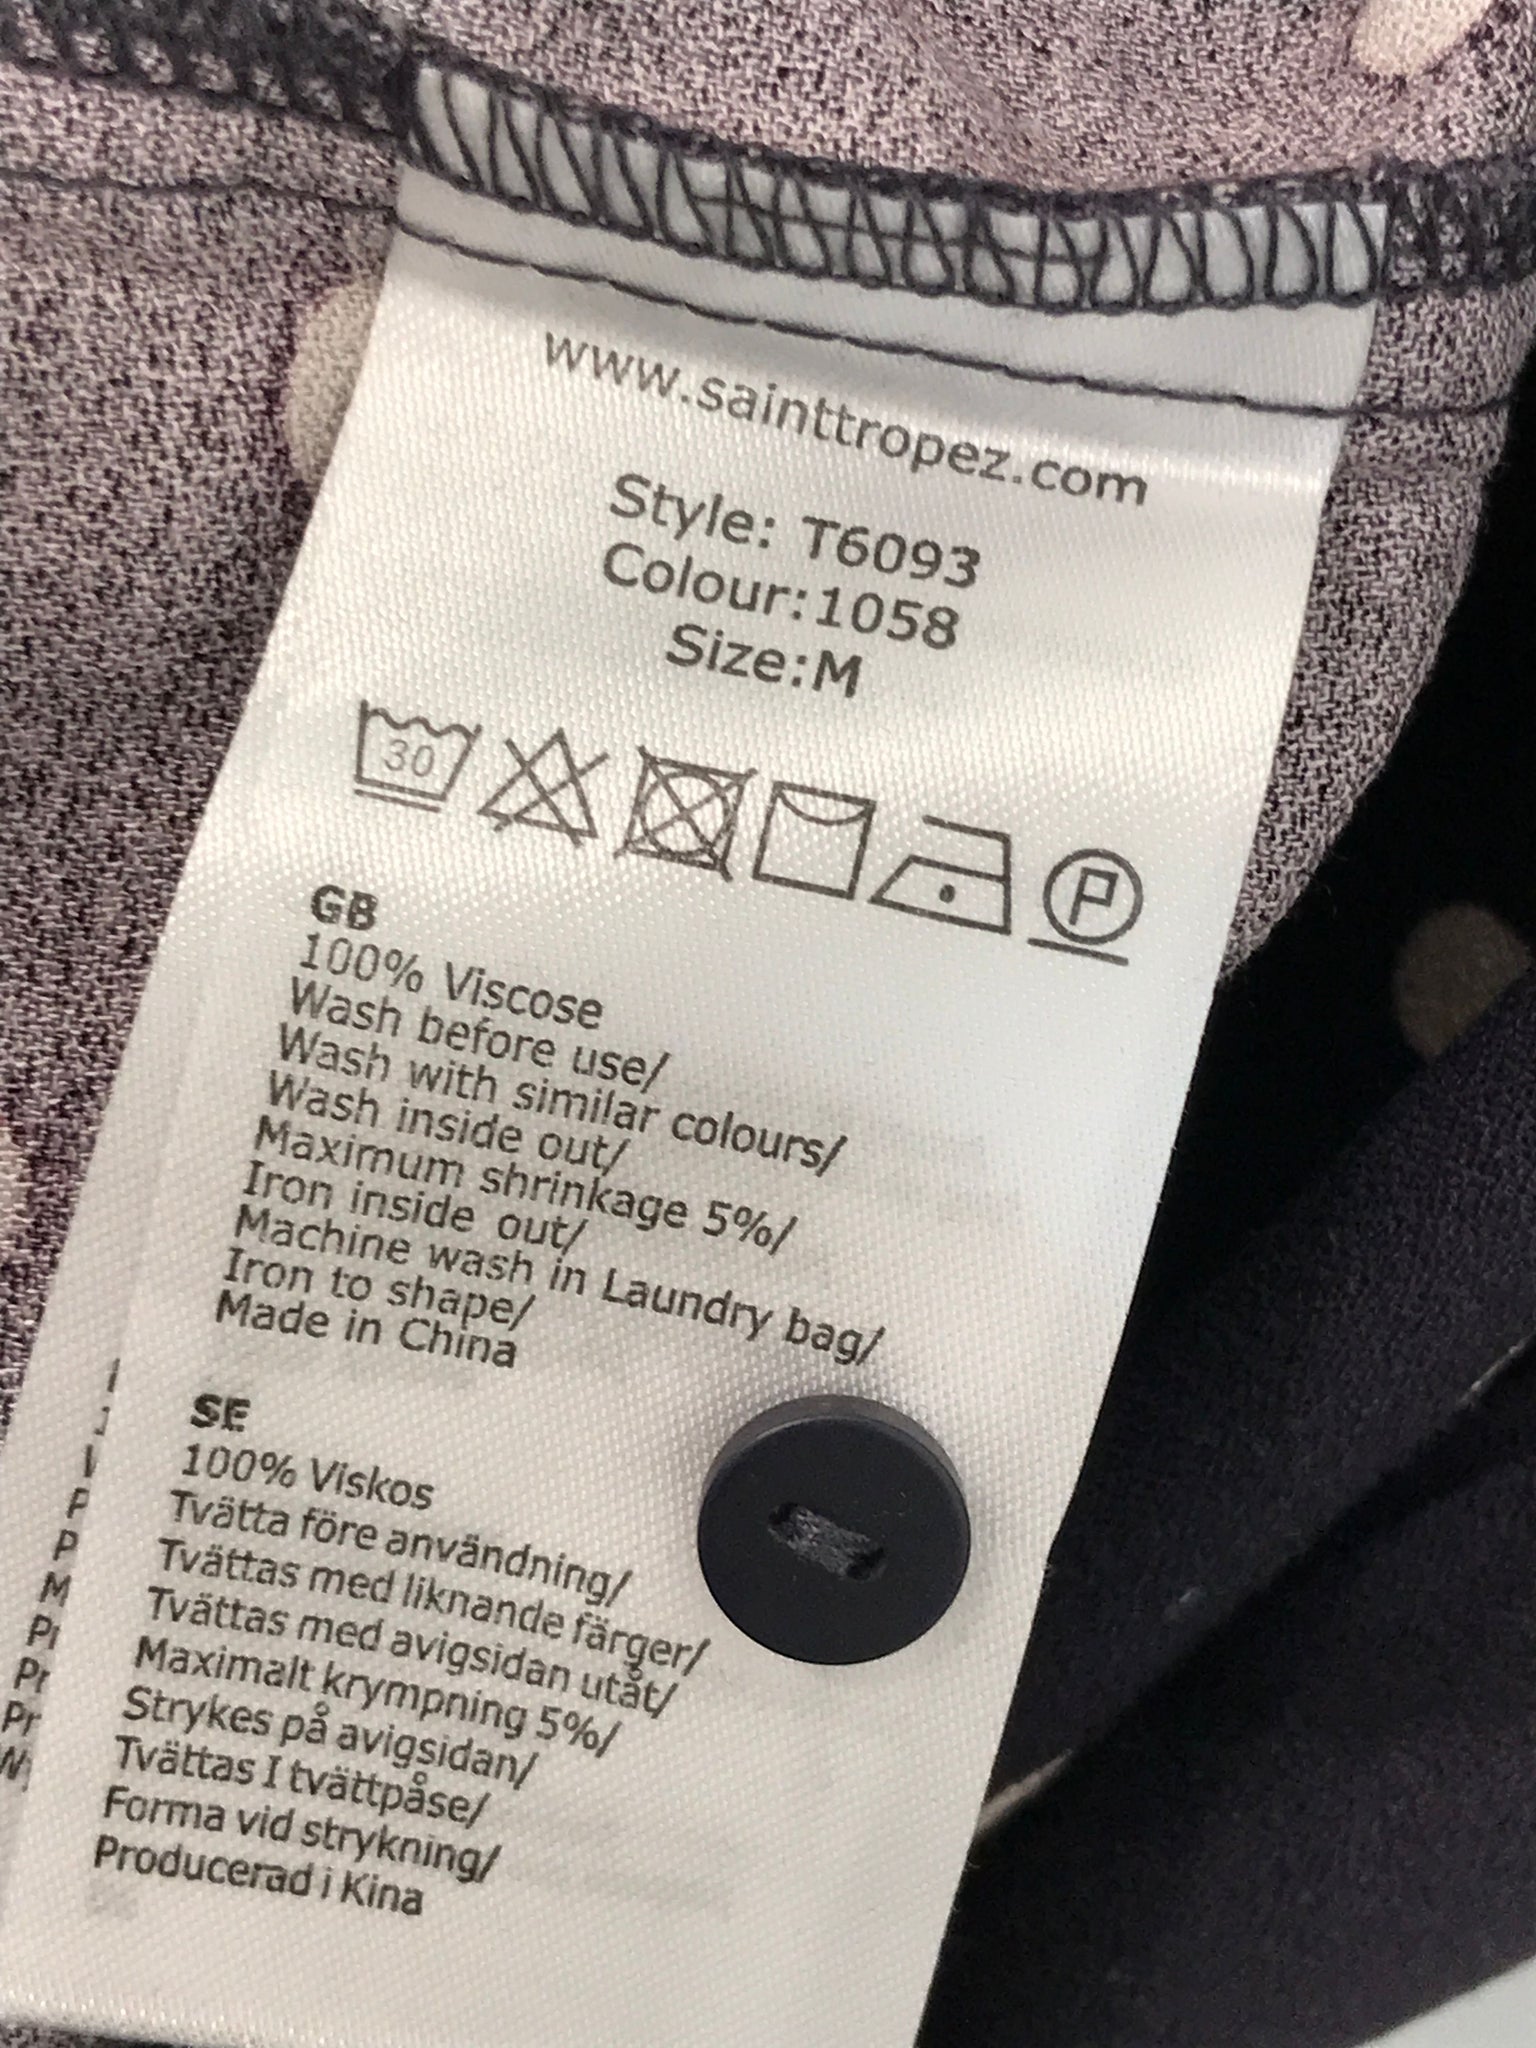 www.sainttropez.com
Style: T6093
Colour:1058
Size:M
30
P
GB
100% Viscose
Wash before use/
Wash with similar colours/
Wash inside out/
Maximum shrinkage 5%/
Iron inside out/
Machine wash in Laundry bag/
Iron to shape/
Made in China
SE
100% Viskos
Tvätta före användning/
Tvättas med liknande färger/
Tvättas med avigsidan utåt/
Maximalt krympning 5%/
Strykes på avigsidan/
Tvättas I tvättpåse/
Forma vid strykning/
Producerad i Kina